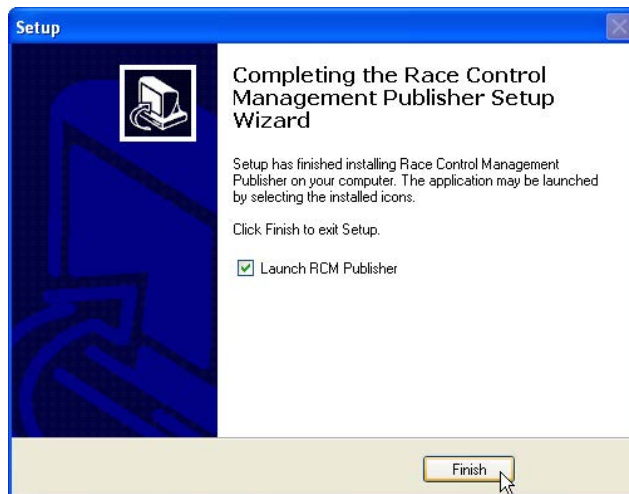 Setup
Completing the Race Control
Management Publisher Setup
Wizard
Setup has finished installing Race Control Management
Publisher on your computer. The application may be launched
by selecting the installed icons.
Click Finish to exit Setup.
Launch RCM Publisher
Finish